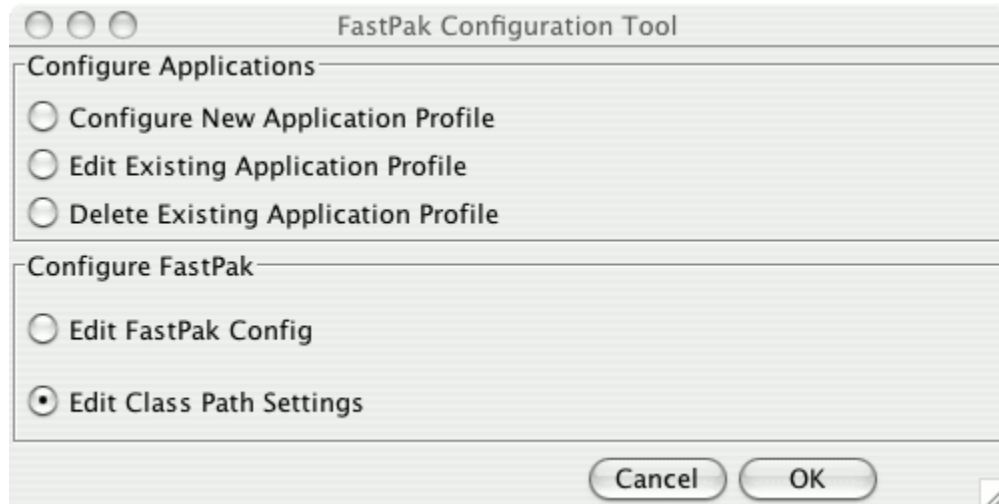 FastPak Configuration Tool
Configure Applications
Configure New Application Profile
Edit Existing Application Profile
Delete Existing Application Profile
Configure FastPak
Edit FastPak Config
Edit Class Path Settings
Cancel OK